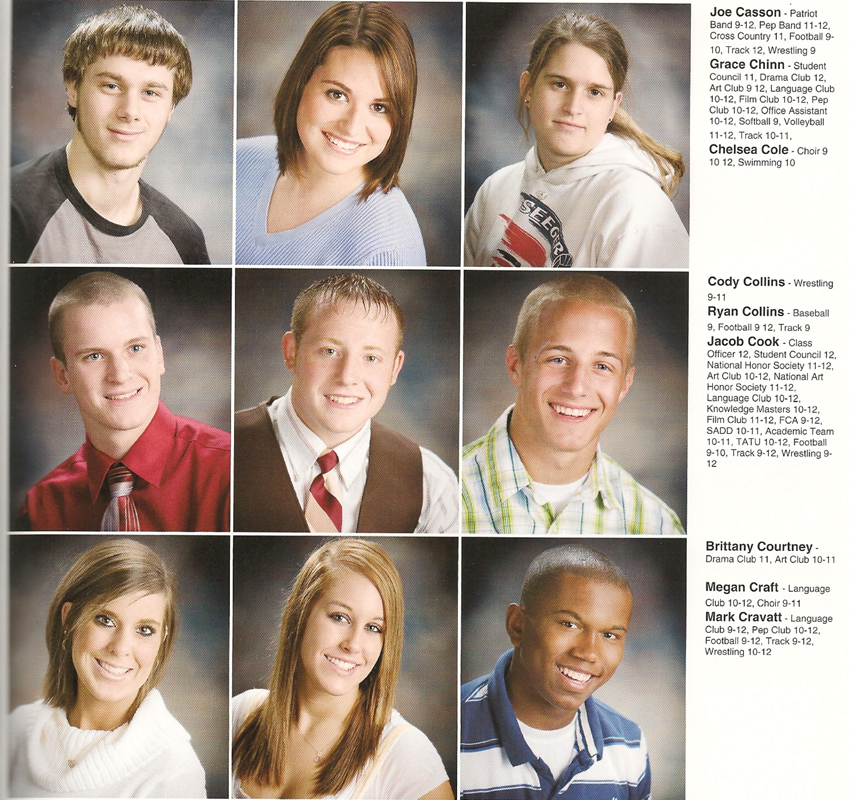 Joe Casson - Patriot
Band 9-12, Pep Band 11-12,
Cross Country 11, Football 9-
10, Track 12, Wrestling 9
Grace Chinn - Student
Council 11, Drama Club 12,
Art Club 9 12, Language Club
10-12, Film Club 10-12, Pep
Club 10-12, Office Assistant
10-12, Softball 9, Volleyball
11-12, Track 10-11,
Chelsea Cole - Choir 9
10 12, Swimming 10
SEEGER
Cody Collins - Wrestling
9-11
Ryan Collins - Baseball
9, Football 9 12, Track 9
Jacob Cook - Class
Officer 12, Student Council 12,
National Honor Society 11-12,
Art Club 10-12, National Art
Honor Society 11-12,
Language Club 10-12,
Knowledge Masters 10-12,
Film Club 11-12, FCA 9-12,
SADD 10-11, Academic Team
10-11, TATU 10-12, Football
9-10, Track 9-12, Wrestling 9-
12
Brittany Courtney -
Drama Club 11, Art Club 10-11
Megan Craft - Language
Club 10-12, Choir 9-11
Mark Cravatt - Language
Club 9-12, Pep Club 10-12,
Football 9-12, Track 9-12,
Wrestling 10-12